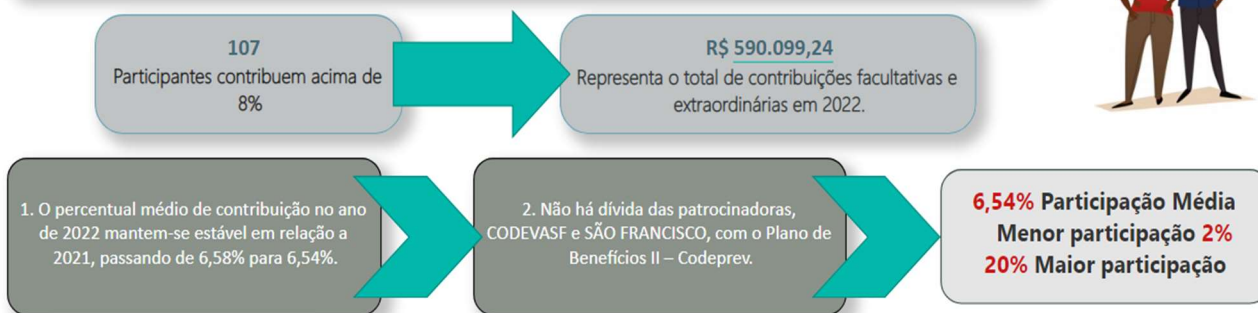 107
Participantes contribuem acima de
8%
R$ 590.099,24
Representa o total de contribuições facultativas e
extraordinárias em 2022.
1. O percentual médio de contribuição no ano
de 2022 mantem-se estável em relação a
2021, passando de 6,58% para 6,54%.
2. Não há dívida das patrocinadoras,
CODEVASF e SÃO FRANCISCO, com o Plano de
Benefícios II – Codeprev.
6,54% Participação Média
Menor participação 2%
20% Maior participação